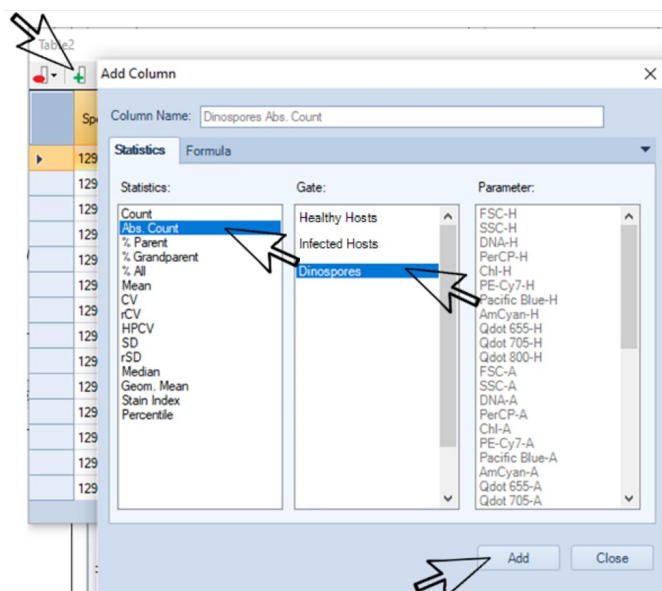 Table2
Add Column
Column Name: Dinospores Abs. Count
Statistics Formula
Statistics:
Count
Abs. Count
% Parent
% Grandparent
% All
Mean
CV
rCV
HPCV
SD
rSD
Median
Geom. Mean
Stain Index
Percentile
Gate:
Healthy Hosts
Infected Hosts
Dinospores
Parameter:
FSC-H
SSC-H
DNA-H
PerCP-H
Chl-H
PE-Cy7-H
Pacific Blue-H
AmCyan-H
Qdot 655-H
Qdot 705-H
Qdot 800-H
FSC-A
SSC-A
DNA-A
PerCP-A
Chl-A
PE-Cy7-A
Pacific Blue-A
AmCyan-A
Qdot 655-A
Qdot 705-A
Add Close
Spe
129
129
129
129
129
129
129
129
129
129
129
129
129
129